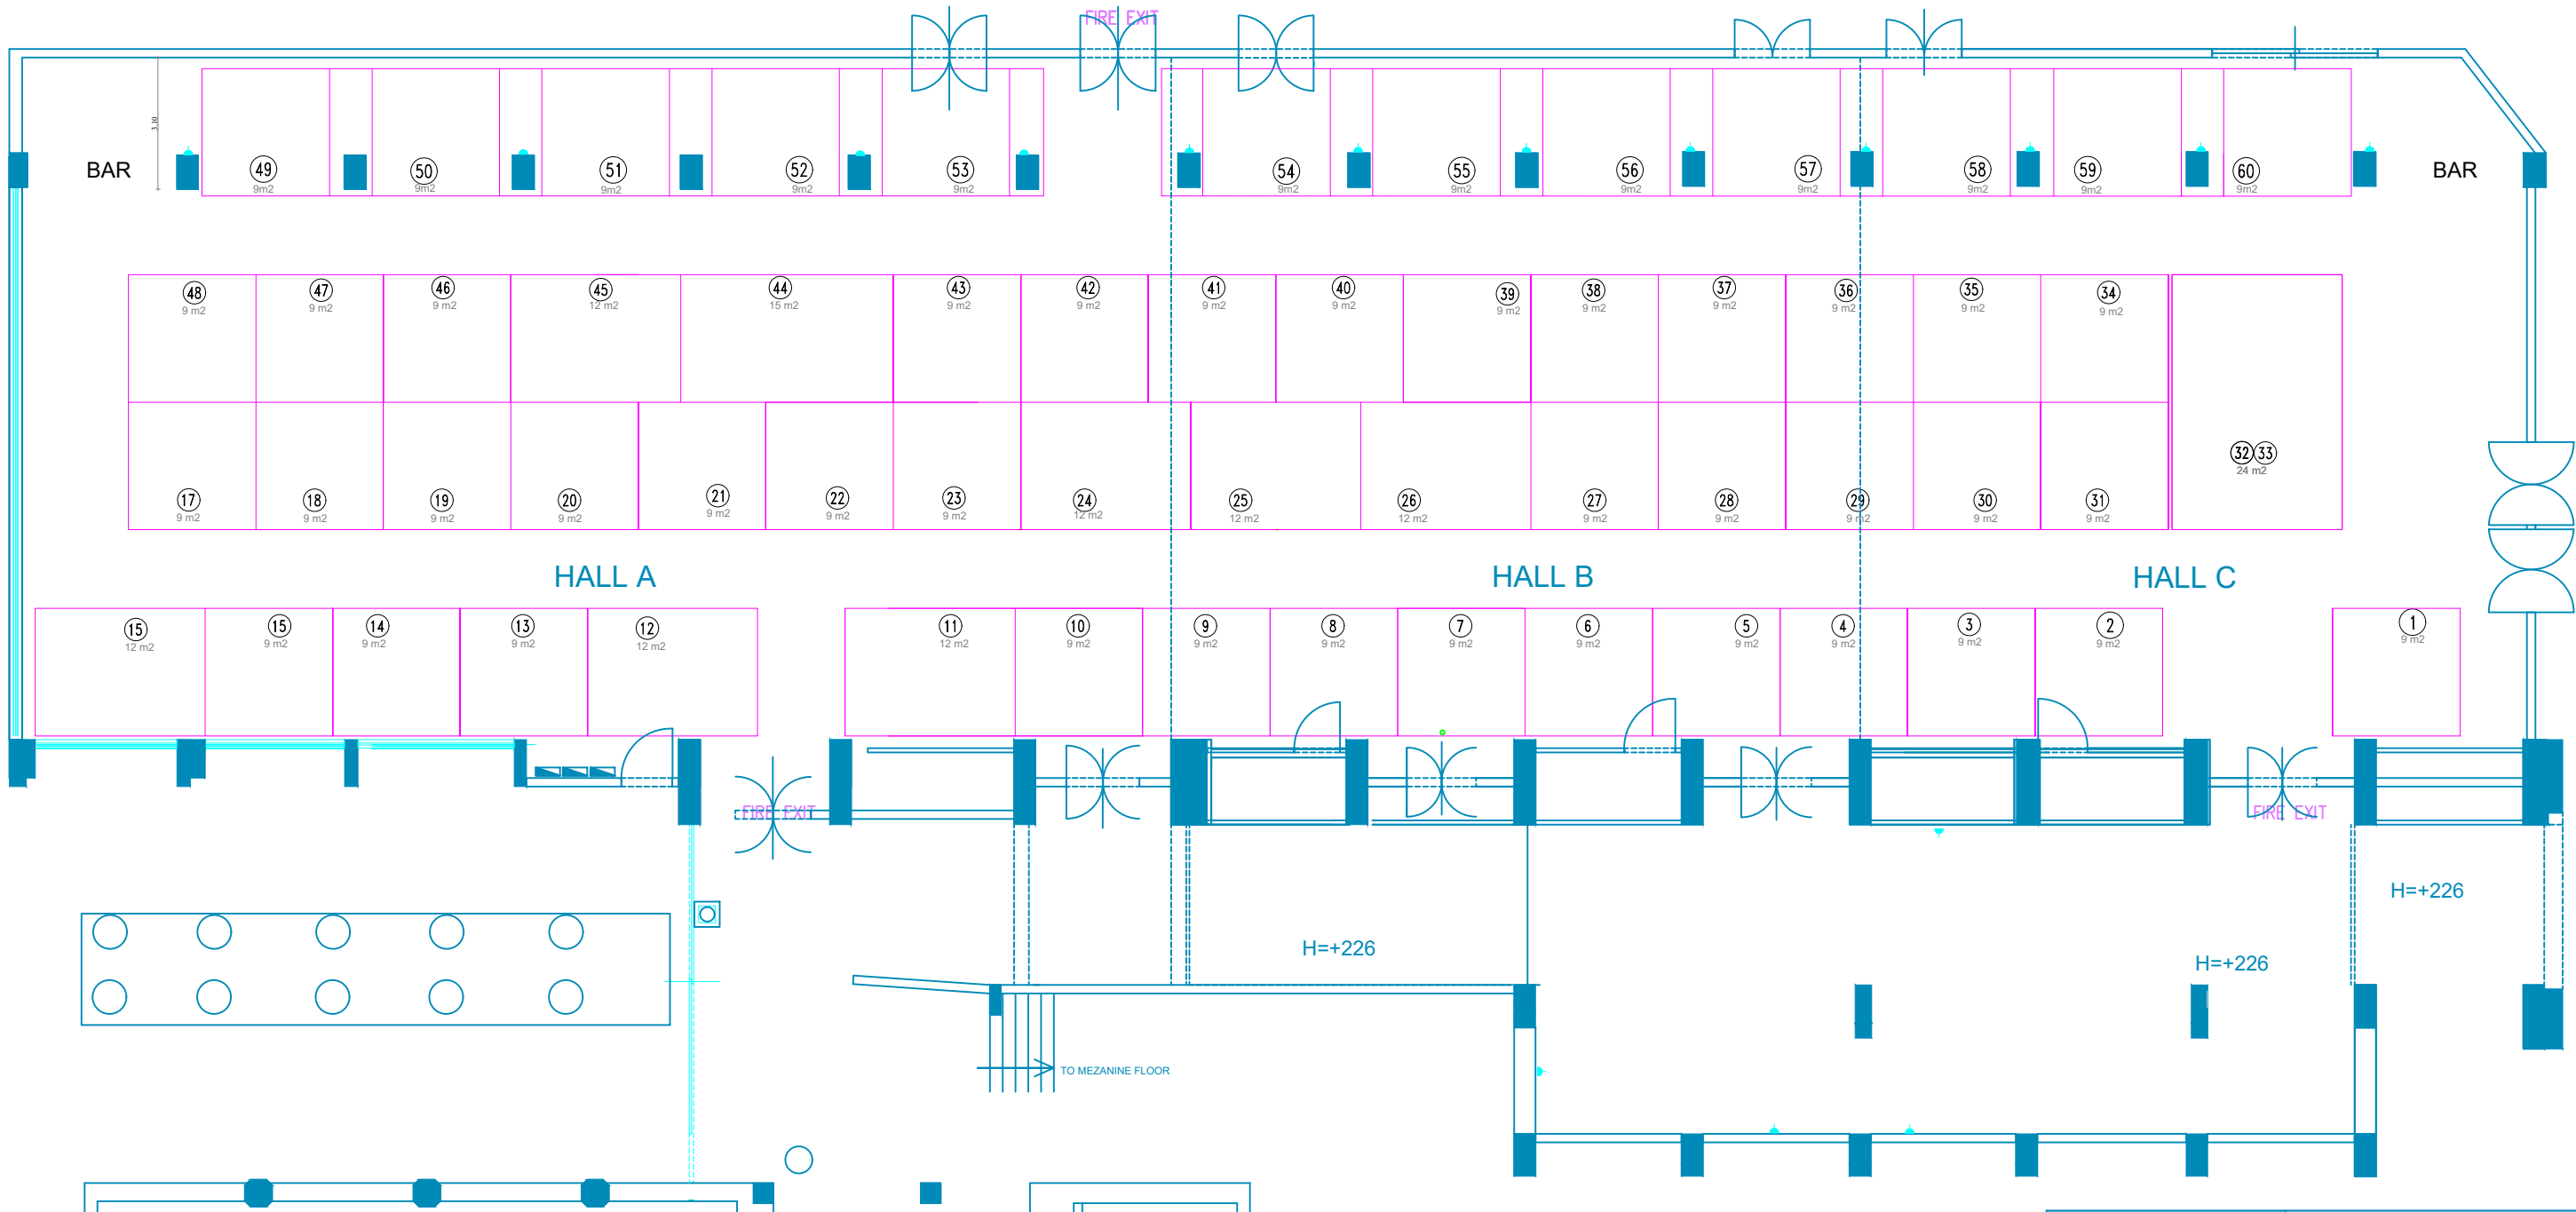 FIRE EXIT
3.10
BAR
49
9m2
50
9m2
51
9m2
52
9m2
53
9m2
54
9m2
55
9m2
56
9m2
57
9m2
58
9m2
59
9m2
60
9m2
BAR
48
9 m2
47
9 m2
46
9 m2
45
12 m2
44
15 m2
43
9 m2
42
9 m2
41
9 m2
40
9 m2
39
9 m2
38
9 m2
37
9 m2
36
9 m2
35
9 m2
34
9 m2
32 33
24 m2
17
9 m2
18
9 m2
19
9 m2
20
9 m2
21
9 m2
22
9 m2
23
9 m2
24
12 m2
25
12 m2
26
12 m2
27
9 m2
28
9 m2
29
9 m2
30
9 m2
31
9 m2
HALL A
HALL B
HALL C
15
12 m2
15
9 m2
14
9 m2
13
9 m2
12
12 m2
11
12 m2
10
9 m2
9
9 m2
8
9 m2
7
9 m2
6
9 m2
5
9 m2
4
9 m2
3
9 m2
2
9 m2
1
9 m2
FIRE EXIT
FIRE EXIT
H=+226
H=+226
H=+226
TO MEZANINE FLOOR